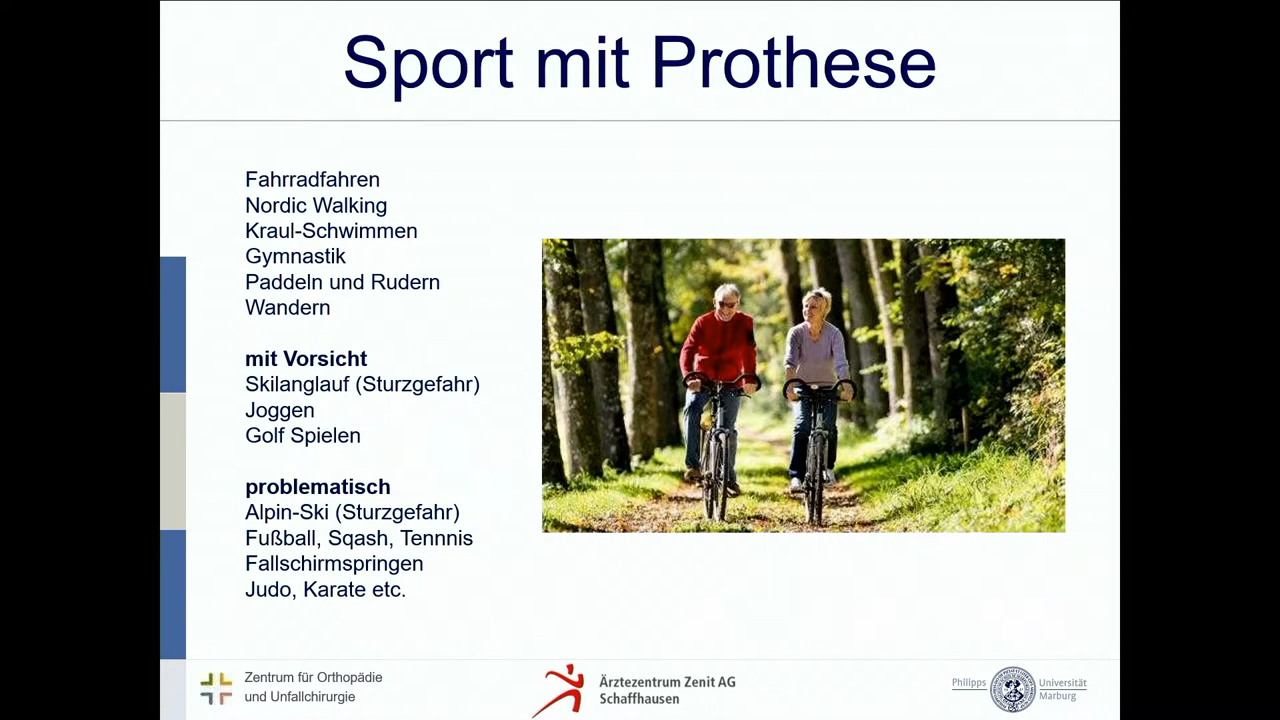 Sport mit Prothese
Fahrradfahren
Nordic Walking
Kraul-Schwimmen
Gymnastik
Paddeln und Rudern
Wandern
mit Vorsicht
Skilanglauf (Sturzgefahr)
Joggen
Golf Spielen
problematisch
Alpin-Ski (Sturzgefahr)
Fußball, Sqash, Tennnis
Fallschirmspringen
Judo, Karate etc.
Zentrum für Orthopädie
und Unfallchirurgie
Ärztezentrum Zenit AG
Schaffhausen
Philipps Universität
Marburg